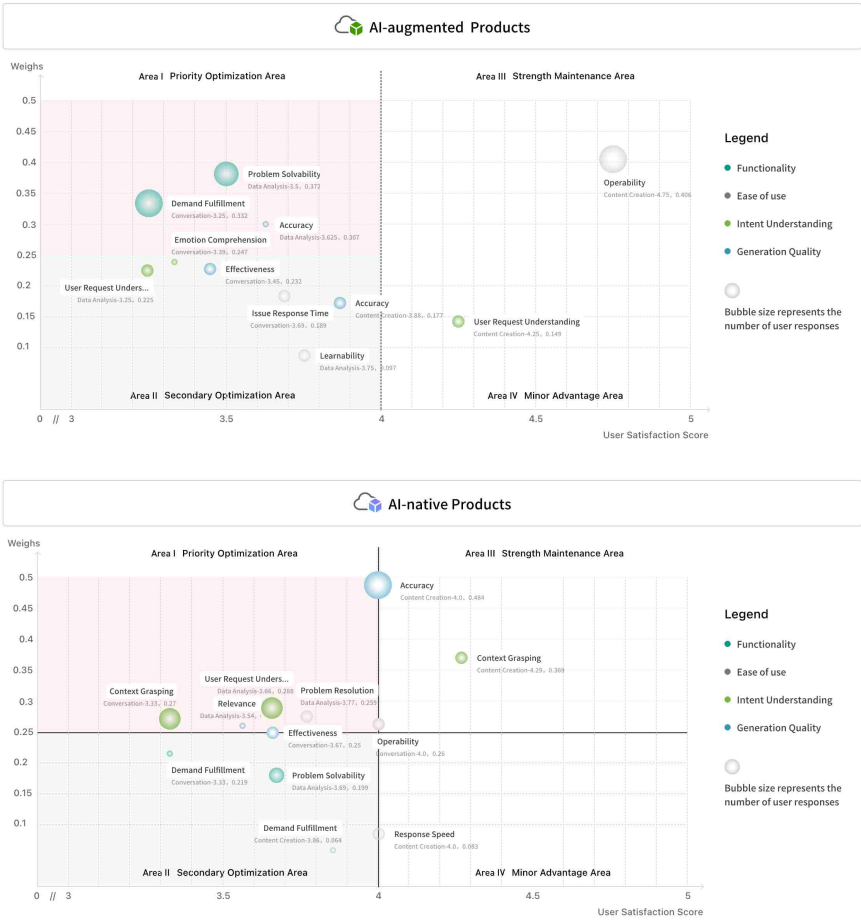 AI-augmented Products
Weighs
Area I Priority Optimization Area
Area III Strength Maintenance Area
0.5
0.45
0.4
0.35
0.3
0.25
0.2
0.15
0.1
Problem Solvability
Data Analysis-3.5, 0.372
Demand Fulfillment
Conversation-3.25, 0.332
Accuracy
Data Analysis-3.625, 0.307
Emotion Comprehension
Conversation-3.39, 0.247
Effectiveness
Conversation-3.45, 0.232
User Request Unders...
Data Analysis-3.25, 0.225
Issue Response Time
Conversation-3.69, 0.189
Accuracy
Content Creation-3.88, 0.177
Learnability
Data Analysis-3.75, 0.097
Operability
Content Creation-4.75, 0.406
User Request Understanding
Content Creation-4.25, 0.149
Area II Secondary Optimization Area
Area IV Minor Advantage Area
0 // 3 3.5 4 4.5 5
User Satisfaction Score
Legend
Functionality
Ease of use
Intent Understanding
Generation Quality
Bubble size represents the
number of user responses
AI-native Products
Weighs
Area I Priority Optimization Area
Area III Strength Maintenance Area
0.5
0.45
0.4
0.35
0.3
0.25
0.2
0.15
0.1
Accuracy
Content Creation-4.0, 0.484
Context Grasping
Content Creation-4.29, 0.369
User Request Unders...
Data Analysis-3.66, 0.288
Context Grasping
Conversation-3.33, 0.27
Problem Resolution
Data Analysis-3.77, 0.259
Relevance
Data Analysis-3.54,
Effectiveness
Conversation-3.67, 0.25
Operability
Conversation-4.0, 0.26
Demand Fulfillment
Conversation-3.33, 0.219
Problem Solvability
Data Analysis-3.69, 0.199
Demand Fulfillment
Content Creation-3.86, 0.064
Response Speed
Content Creation-4.0, 0.083
Area II Secondary Optimization Area
Area IV Minor Advantage Area
0 // 3 3.5 4 4.5 5
User Satisfaction Score
Legend
Functionality
Ease of use
Intent Understanding
Generation Quality
Bubble size represents the
number of user responses